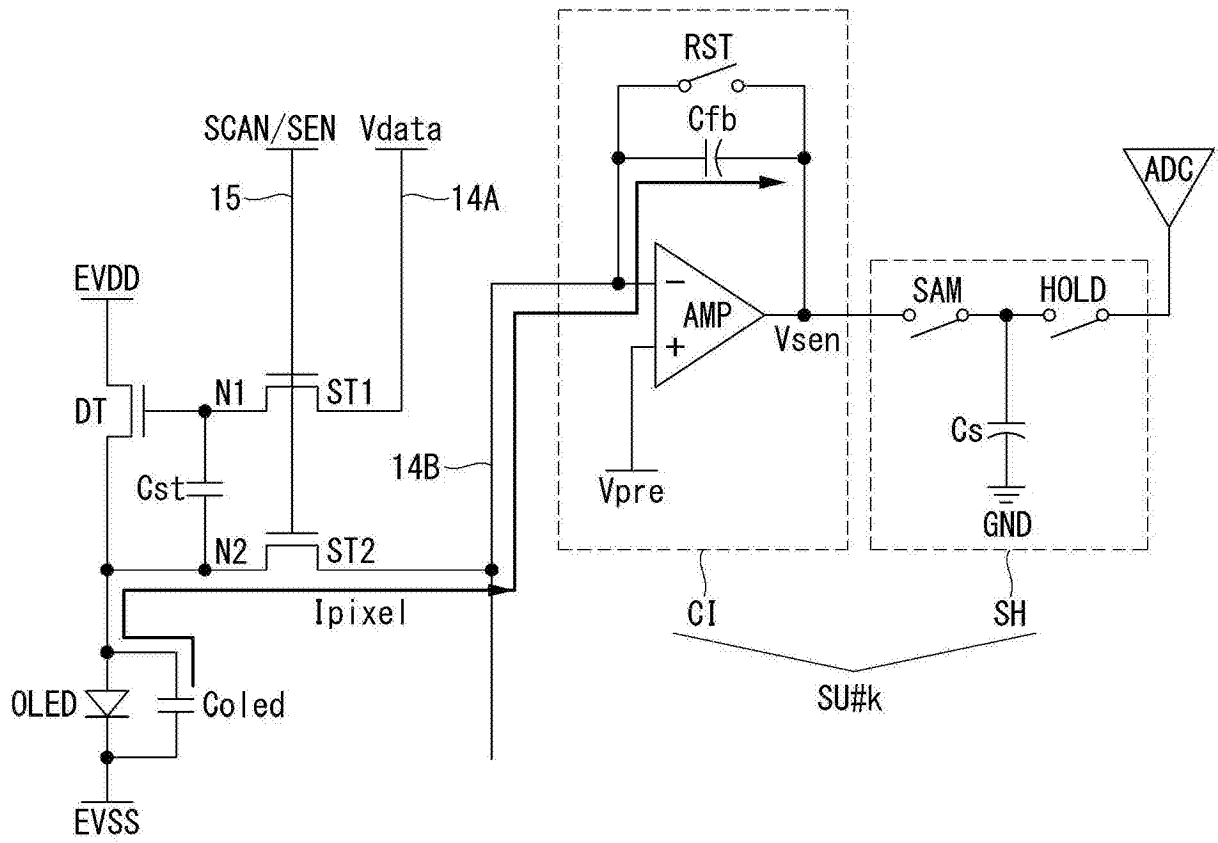 RST
Cfb
SCAN/SEN Vdata
15 14A
ADC
EVDD
SAM HOLD
- AMP
+ Vsen
N1 ST1
DT
14B
Cs
Cst
Vpre
GND
N2 ST2
Ipixel
CI SH
OLED Coled
SU#k
EVSS